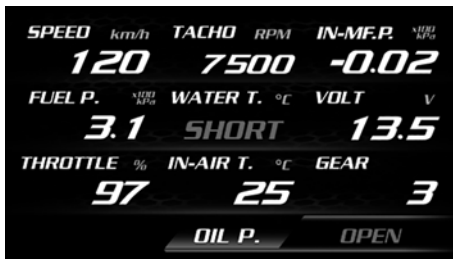 SPEED km/h TACHO RPM IN-MF.P. x100 kPa
120 7500 -0.02
FUEL P. x100 kPa WATER T. °C VOLT V
3.1 SHORT 13.5
THROTTLE % IN-AIR T. °C GEAR
97 25 3
OIL P. OPEN